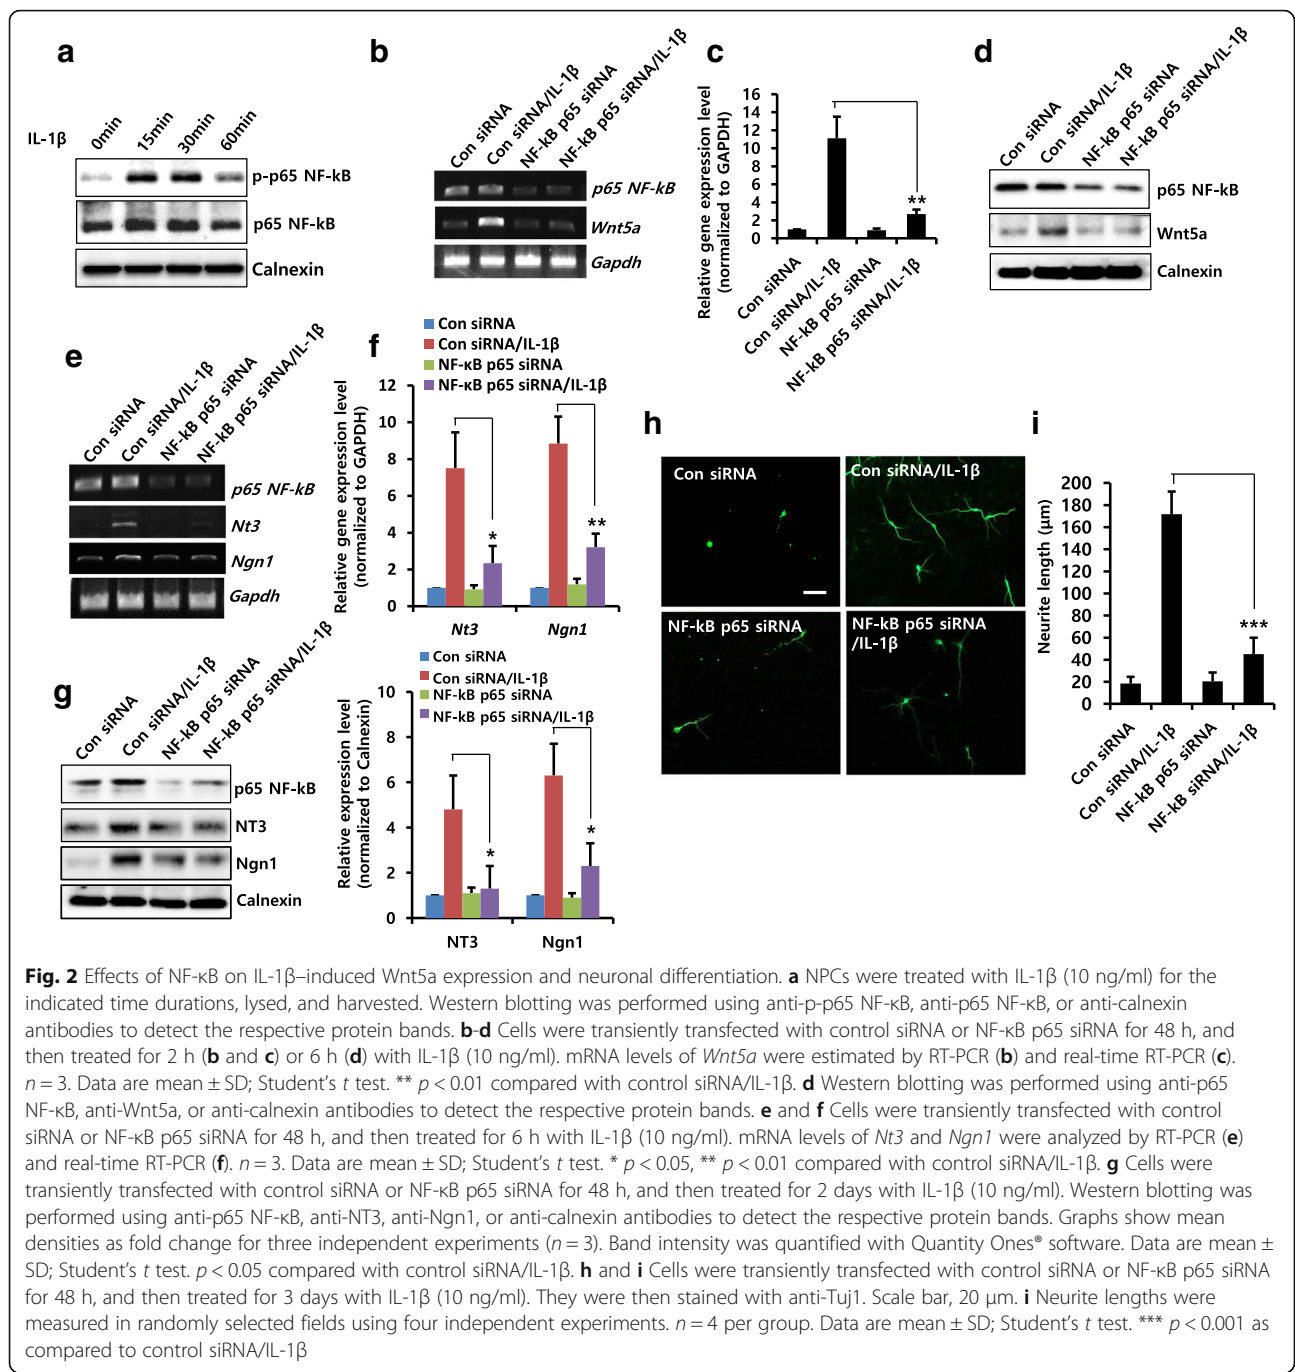 a
IL-1β
0min
15min
30min
60min
p-p65 NF-kB
p65 NF-kB
Calnexin
b
Con siRNA
Con siRNA/IL-1β
NF-kB p65 siRNA
NF-kB p65 siRNA/IL-1β
p65 NF-kB
Wnt5a
Gapdh
c
Relative gene expression level
(normalized to GAPDH)
16
14
12
10
8
6
4
2
0
**
Con siRNA
Con siRNA/IL-1β
NF-kB p65 siRNA
NF-kB p65 siRNA/IL-1β
d
Con siRNA
Con siRNA/IL-1β
NF-kB p65 siRNA
NF-kB p65 siRNA/IL-1β
p65 NF-kB
Wnt5a
Calnexin
e
Con siRNA
Con siRNA/IL-1β
NF-kB p65 siRNA
NF-kB p65 siRNA/IL-1β
p65 NF-kB
Nt3
Ngn1
Gapdh
f
Con siRNA
Con siRNA/IL-1β
NF-κB p65 siRNA
NF-κB p65 siRNA/IL-1β
Relative gene expression level
(normalized to GAPDH)
12
10
8
6
4
2
0
*
**
Nt3
Ngn1
g
Con siRNA
Con siRNA/IL-1β
NF-kB p65 siRNA
NF-kB p65 siRNA/IL-1β
p65 NF-kB
NT3
Ngn1
Calnexin
Con siRNA
Con siRNA/IL-1β
NF-kB p65 siRNA
NF-kB p65 siRNA/IL-1β
Relative expression level
(normalized to Calnexin)
10
8
6
4
2
0
*
*
NT3
Ngn1
h
Con siRNA
Con siRNA/IL-1β
NF-kB p65 siRNA
NF-kB p65 siRNA
/IL-1β
i
Neurite length (μm)
200
180
160
140
120
100
80
60
40
20
0
***
Con siRNA
Con siRNA/IL-1β
NF-kB p65 siRNA
NF-kB siRNA/IL-1β
Fig. 2 Effects of NF-κB on IL-1β–induced Wnt5a expression and neuronal differentiation. a NPCs were treated with IL-1β (10 ng/ml) for the
indicated time durations, lysed, and harvested. Western blotting was performed using anti-p-p65 NF-κB, anti-p65 NF-κB, or anti-calnexin
antibodies to detect the respective protein bands. b-d Cells were transiently transfected with control siRNA or NF-κB p65 siRNA for 48 h, and
then treated for 2 h (b and c) or 6 h (d) with IL-1β (10 ng/ml). mRNA levels of Wnt5a were estimated by RT-PCR (b) and real-time RT-PCR (c).
n = 3. Data are mean ± SD; Student's t test. ** p < 0.01 compared with control siRNA/IL-1β. d Western blotting was performed using anti-p65
NF-κB, anti-Wnt5a, or anti-calnexin antibodies to detect the respective protein bands. e and f Cells were transiently transfected with control
siRNA or NF-κB p65 siRNA for 48 h, and then treated for 6 h with IL-1β (10 ng/ml). mRNA levels of Nt3 and Ngn1 were analyzed by RT-PCR (e)
and real-time RT-PCR (f). n = 3. Data are mean ± SD; Student's t test. * p < 0.05, ** p < 0.01 compared with control siRNA/IL-1β. g Cells were
transiently transfected with control siRNA or NF-κB p65 siRNA for 48 h, and then treated for 2 days with IL-1β (10 ng/ml). Western blotting was
performed using anti-p65 NF-κB, anti-NT3, anti-Ngn1, or anti-calnexin antibodies to detect the respective protein bands. Graphs show mean
densities as fold change for three independent experiments (n = 3). Band intensity was quantified with Quantity Ones® software. Data are mean ±
SD; Student's t test. p < 0.05 compared with control siRNA/IL-1β. h and i Cells were transiently transfected with control siRNA or NF-κB p65 siRNA
for 48 h, and then treated for 3 days with IL-1β (10 ng/ml). They were then stained with anti-Tuj1. Scale bar, 20 μm. i Neurite lengths were
measured in randomly selected fields using four independent experiments. n = 4 per group. Data are mean ± SD; Student's t test. *** p < 0.001 as
compared to control siRNA/IL-1β